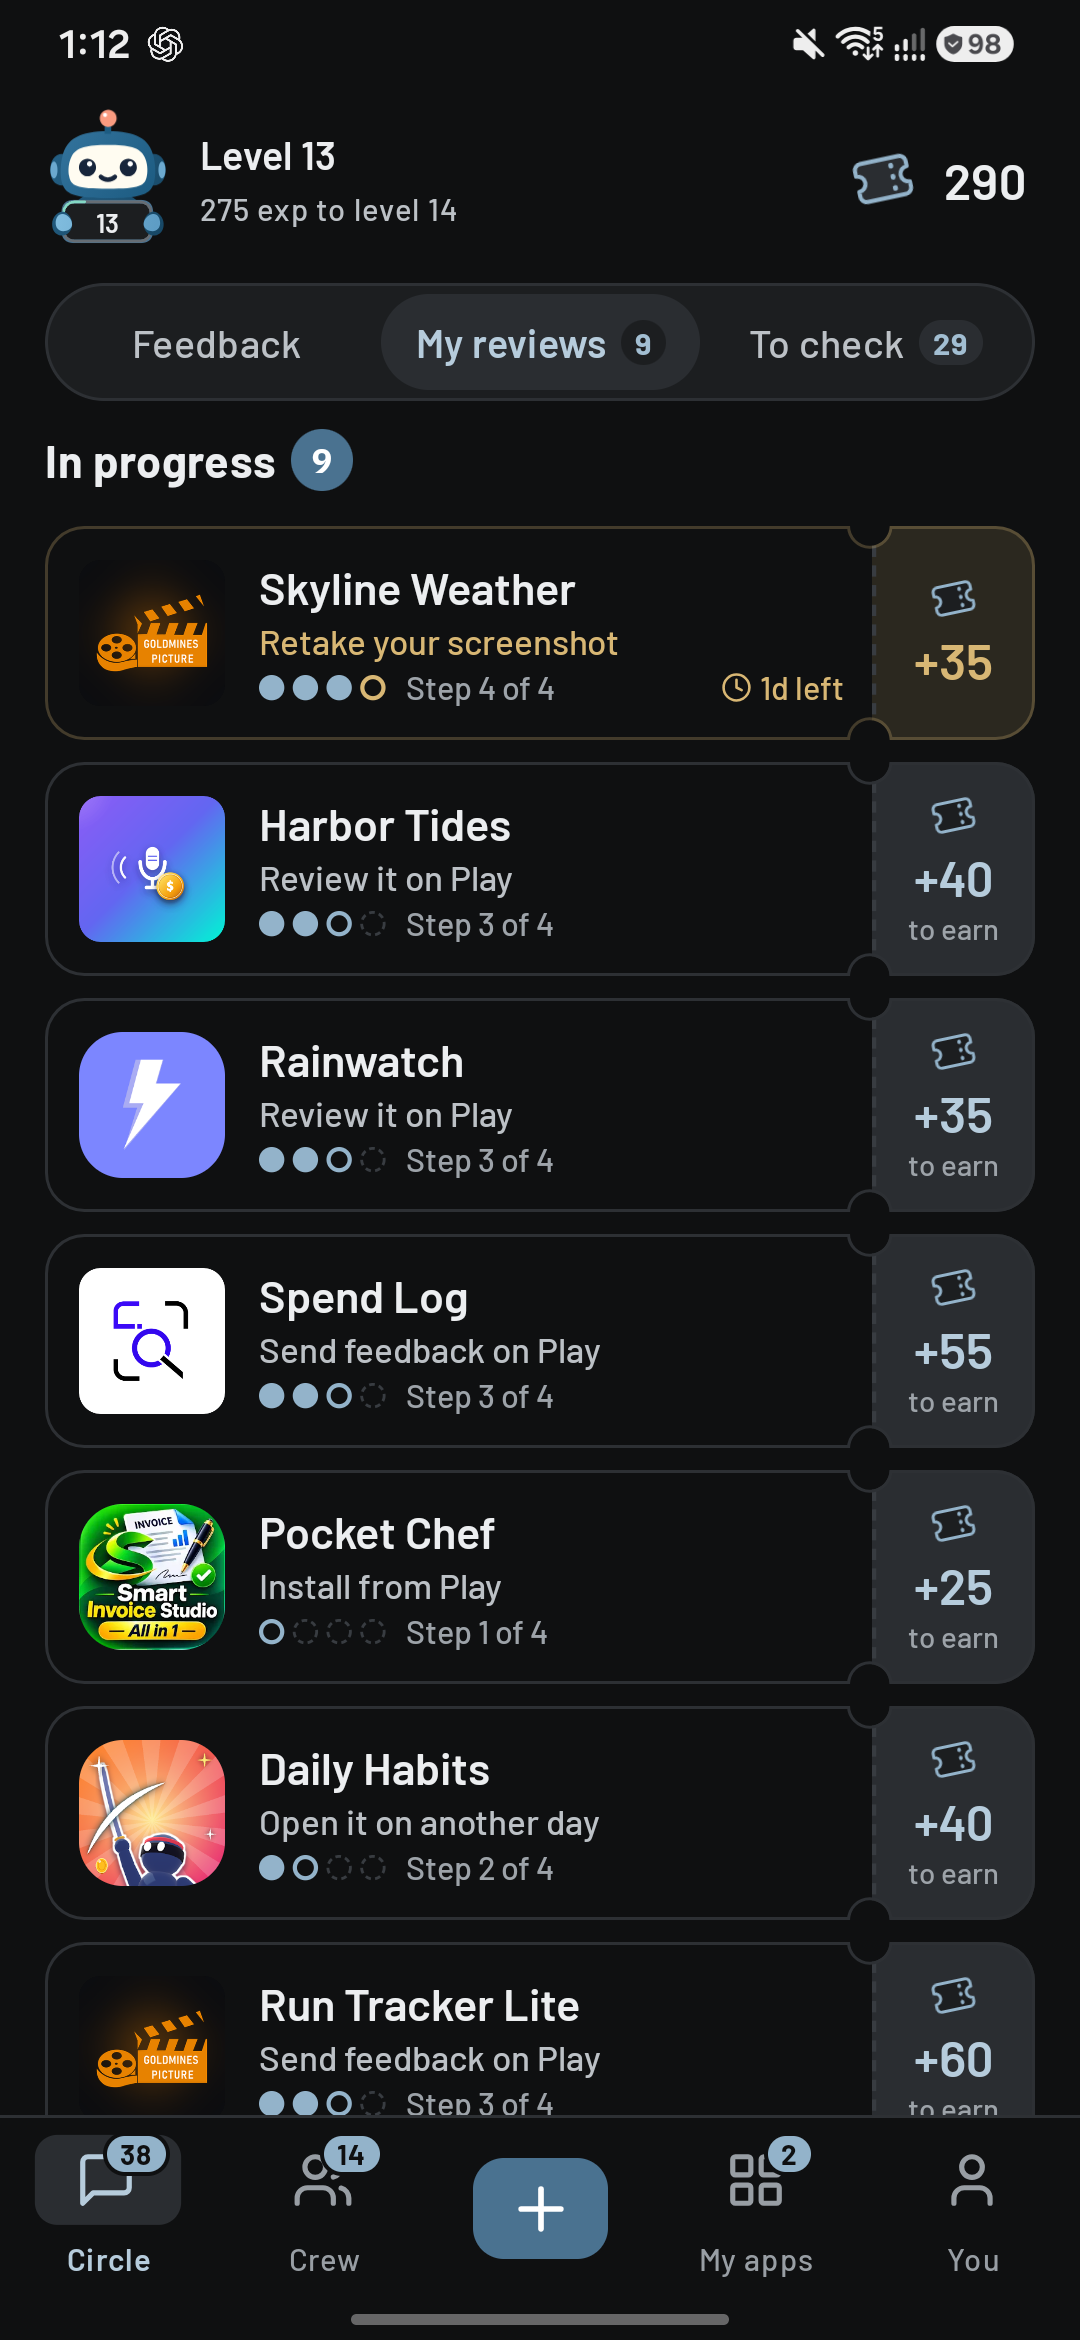 1:12
5
98
Level 13
275 exp to level 14
13
290
Feedback
My reviews 9
To check 29
In progress 9
GOLDMINES
PICTURE
Skyline Weather
Retake your screenshot
Step 4 of 4
1d left
+35
$
Harbor Tides
Review it on Play
Step 3 of 4
+40
to earn
Rainwatch
Review it on Play
Step 3 of 4
+35
to earn
Spend Log
Send feedback on Play
Step 3 of 4
+55
to earn
INVOICE
S
Smart
Invoice Studio
All in 1
Pocket Chef
Install from Play
Step 1 of 4
+25
to earn
Daily Habits
Open it on another day
Step 2 of 4
+40
to earn
GOLDMINES
PICTURE
Run Tracker Lite
Send feedback on Play
Step 3 of 4
+60
to earn
38
14
2
Circle
Crew
My apps
You